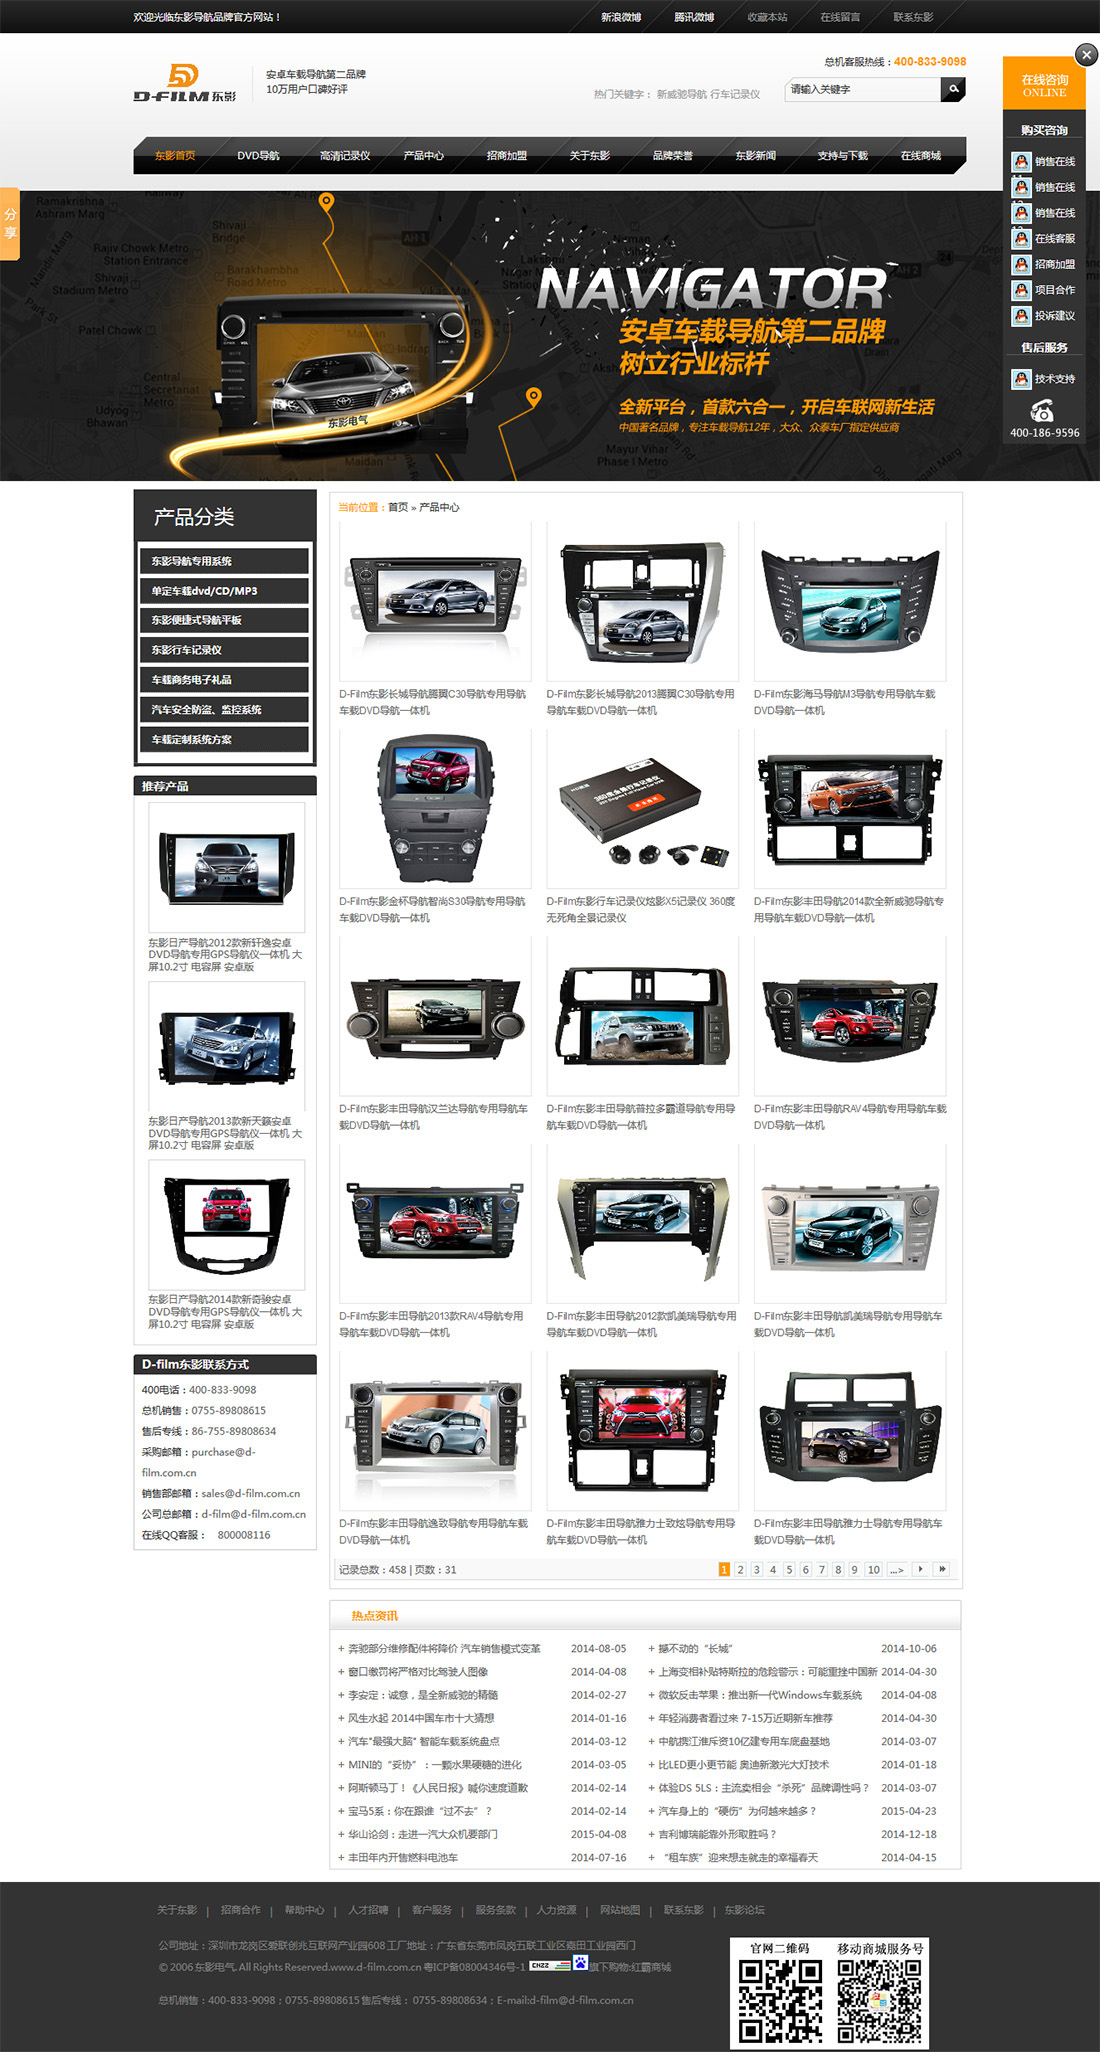 欢迎光临东影导航品牌官方网站！
新浪微博
腾讯微博
收藏本站
在线留言
联系东影
D-FILM东影
安卓车载导航第二品牌
10万用户口碑好评
总机客服热线：400-833-9098
热门关键字： 新威驰导航 行车记录仪
请输入关键字
东影首页
DVD导航
高清记录仪
产品中心
招商加盟
关于东影
品牌荣誉
东影新闻
支持与下载
在线商城
分享
NAVIGATOR
安卓车载导航第二品牌
树立行业标杆
全新平台，首款六合一，开启车联网新生活
中国著名品牌，专注车载导航12年，大众、众泰车厂指定供应商
东影电气
在线咨询
ONLINE
购买咨询
销售在线
销售在线
销售在线
在线客服
招商加盟
项目合作
投诉建议
售后服务
技术支持
400-186-9596
产品分类
东影导航专用系统
单定车载dvd/CD/MP3
东影便捷式导航平板
东影行车记录仪
车载商务电子礼品
汽车安全防盗、监控系统
车载定制系统方案
推荐产品
东影日产导航2012款新轩逸安卓
DVD导航专用GPS导航仪一体机 大
屏10.2寸 电容屏 安卓版
东影日产导航2013款新天籁安卓
DVD导航专用GPS导航仪一体机 大
屏10.2寸 电容屏 安卓版
东影日产导航2014款新奇骏安卓
DVD导航专用GPS导航仪一体机 大
屏10.2寸 电容屏 安卓版
D-film东影联系方式
400电话：400-833-9098
总机销售：0755-89808615
售后专线：86-755-89808634
采购邮箱：purchase@d-
film.com.cn
销售部邮箱：sales@d-film.com.cn
公司总邮箱：d-film@d-film.com.cn
在线QQ客服： 800008116
当前位置：首页 » 产品中心
D-Film东影长城导航腾翼C30导航专用导航
车载DVD导航一体机
D-Film东影长城导航2013腾翼C30导航专用
导航车载DVD导航一体机
D-Film东影海马导航M3导航专用导航车载
DVD导航一体机
D-Film东影金杯导航智尚S30导航专用导航
车载DVD导航一体机
D-Film东影行车记录仪炫影X5记录仪 360度
无死角全景记录仪
D-Film东影丰田导航2014款全新威驰导航专
用导航车载DVD导航一体机
D-Film东影丰田导航汉兰达导航专用导航车
载DVD导航一体机
D-Film东影丰田导航普拉多霸道导航专用导
航车载DVD导航一体机
D-Film东影丰田导航RAV4导航专用导航车载
DVD导航一体机
D-Film东影丰田导航2013款RAV4导航专用
导航车载DVD导航一体机
D-Film东影丰田导航2012款凯美瑞导航专用
导航车载DVD导航一体机
D-Film东影丰田导航凯美瑞导航专用导航车
载DVD导航一体机
D-Film东影丰田导航逸致导航专用导航车载
DVD导航一体机
D-Film东影丰田导航雅力士致炫导航专用导
航车载DVD导航一体机
D-Film东影丰田导航雅力士导航专用导航车
载DVD导航一体机
记录总数：458 | 页数：31
1 2 3 4 5 6 7 8 9 10 ...>
热点资讯
+ 奔驰部分维修配件将降价 汽车销售模式变革 2014-08-05
+ 撼不动的“长城” 2014-10-06
+ 窗口缴罚将严格对比驾驶人图像 2014-04-08
+ 上海变相补贴特斯拉的危险警示：可能重挫中国新 2014-04-30
+ 李安定：诚意，是全新威驰的精髓 2014-02-27
+ 微软反击苹果：推出新一代Windows车载系统 2014-04-08
+ 风生水起 2014中国车市十大猜想 2014-01-16
+ 年轻消费者看过来 7-15万近期新车推荐 2014-04-30
+ 汽车“最强大脑” 智能车载系统盘点 2014-03-12
+ 中航携江淮斥资10亿建专用车底盘基地 2014-03-07
+ MINI的“妥协”：一颗水果硬糖的进化 2014-03-05
+ 比LED更小更节能 奥迪新激光大灯技术 2014-01-18
+ 阿斯顿马丁！《人民日报》喊你速度道歉 2014-02-14
+ 体验DS 5LS：主流卖相会“杀死”品牌调性吗？ 2014-03-07
+ 宝马5系：你在跟谁“过不去”？ 2014-02-14
+ 汽车身上的“硬伤”为何越来越多？ 2015-04-23
+ 华山论剑：走进一汽大众机要部门 2015-04-08
+ 吉利博瑞能靠外形取胜吗？ 2014-12-18
+ 丰田年内开售燃料电池车 2014-07-16
+ “租车族”迎来想走就走的幸福春天 2014-04-15
关于东影 | 招商合作 | 帮助中心 | 人才招聘 | 客户服务 | 服务条款 | 人力资源 | 网站地图 | 联系东影 | 东影论坛
公司地址：深圳市龙岗区爱联创兆互联网产业园608 工厂地址：广东省东莞市凤岗五联工业区嘉田工业园西门
© 2006 东影电气. All Rights Reserved.www.d-film.com.cn 粤ICP备08004346号-1 CNZZ 旗下购物:红霸商城
总机销售：400-833-9098；0755-89808615 售后专线： 0755-89808634；E-mail:d-film@d-film.com.cn
官网二维码
移动商城服务号